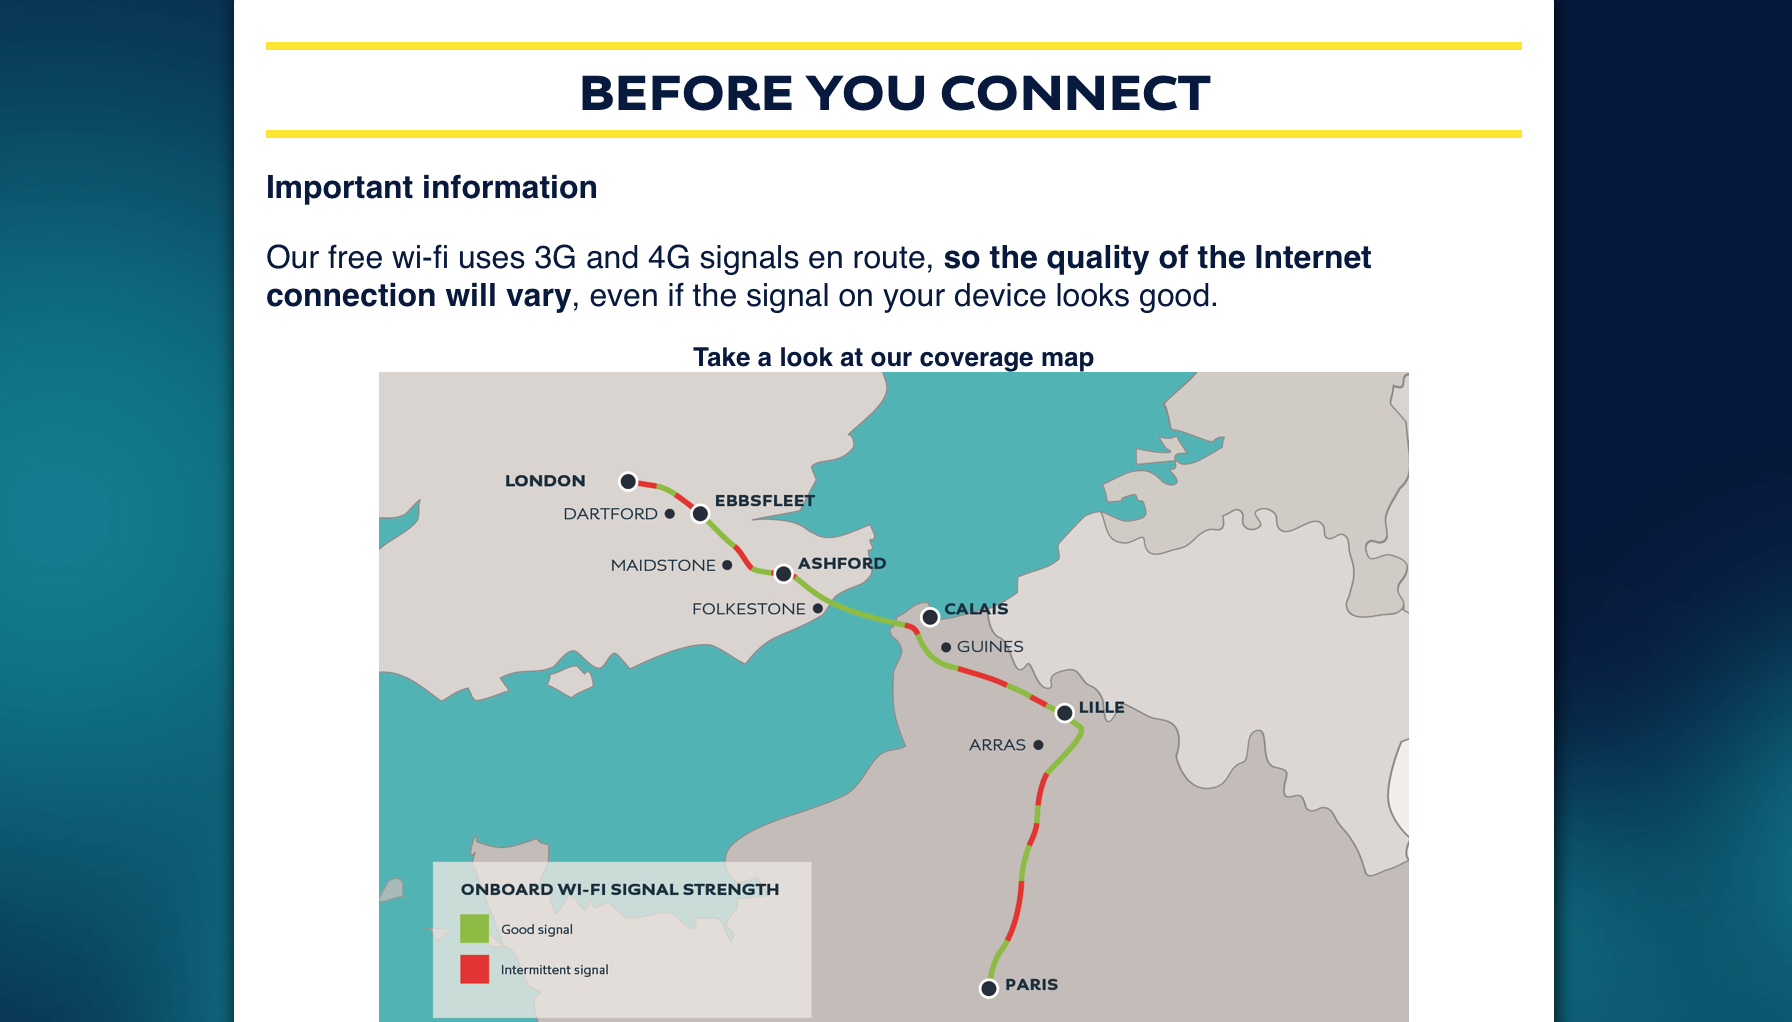 BEFORE YOU CONNECT
Important information
Our free wi-fi uses 3G and 4G signals en route, so the quality of the Internet
connection will vary, even if the signal on your device looks good.
Take a look at our coverage map
LONDON
EBBSFLEET
DARTFORD
MAIDSTONE
ASHFORD
FOLKESTONE
CALAIS
GUINES
LILLE
ARRAS
ONBOARD WI-FI SIGNAL STRENGTH
Good signal
Intermittent signal
PARIS